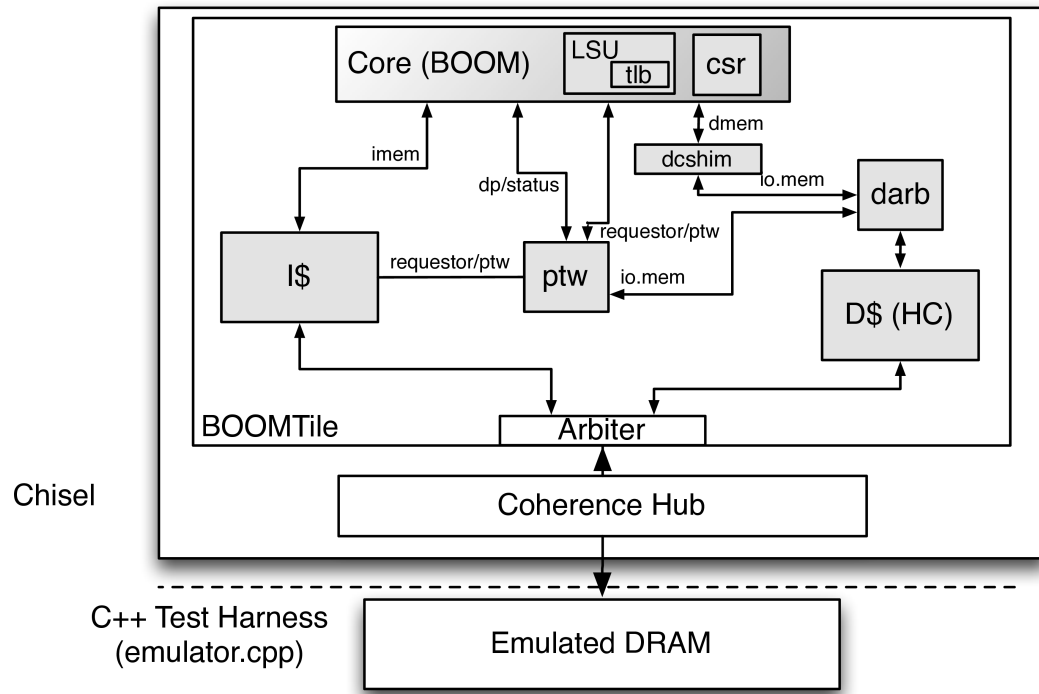 Core (BOOM)
LSU
tlb
csr
dmem
imem
dcshim
dp/status
io.mem
darb
requestor/ptw
requestor/ptw
I$
ptw
io.mem
D$ (HC)
BOOMTile
Arbiter
Chisel
Coherence Hub
C++ Test Harness
(emulator.cpp)
Emulated DRAM